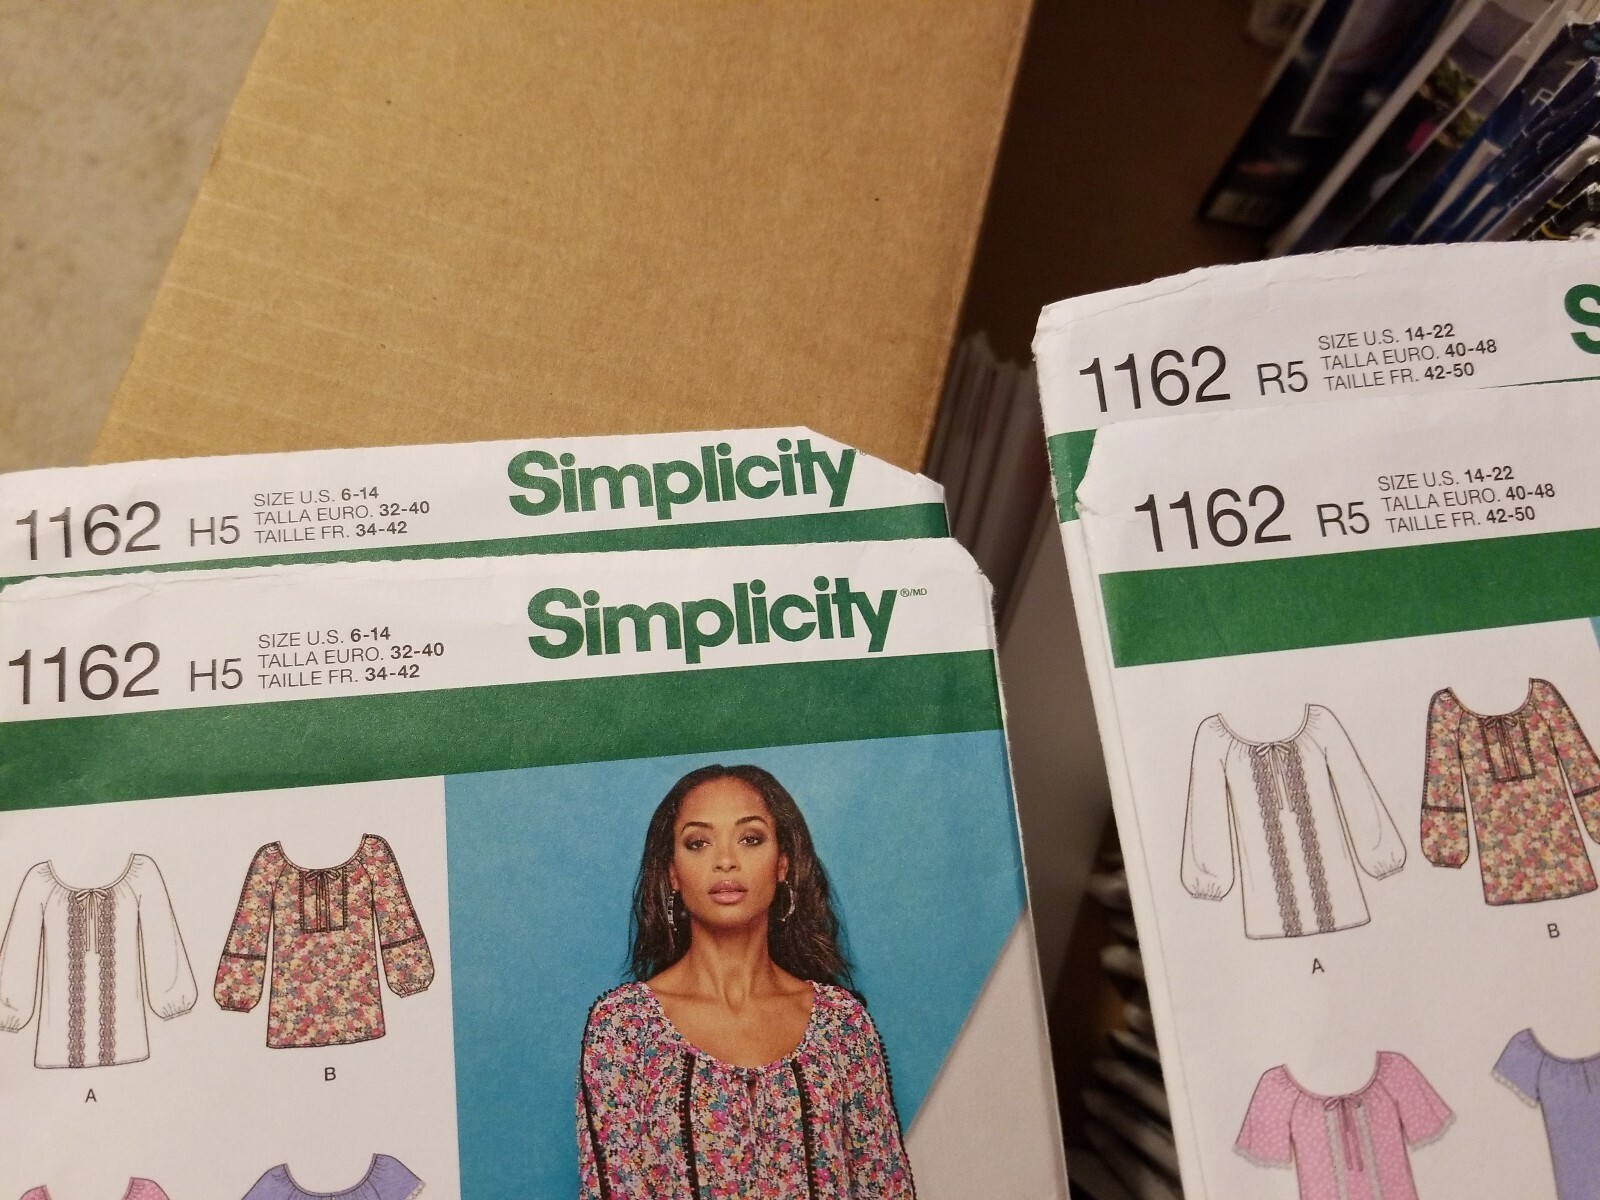 1162 H5
SIZE U.S. 6-14
TALLA EURO. 32-40
TAILLE FR. 34-42
Simplicity
1162 H5
SIZE U.S. 6-14
TALLA EURO. 32-40
TAILLE FR. 34-42
Simplicity®/MD
A
B
1162 R5
SIZE U.S. 14-22
TALLA EURO. 40-48
TAILLE FR. 42-50
S
1162 R5
SIZE U.S. 14-22
TALLA EURO. 40-48
TAILLE FR. 42-50
A
B